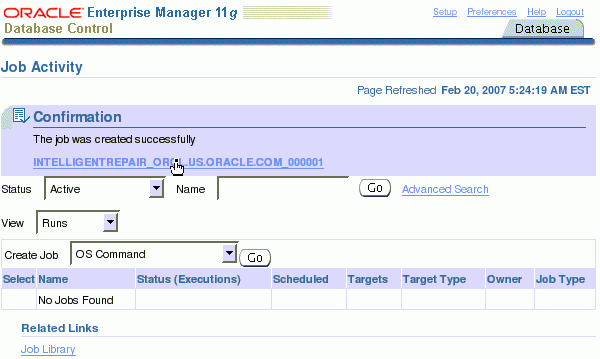 ORACLE Enterprise Manager 11g
Database Control
Setup Preferences Help Logout
Database
Job Activity
Page Refreshed Feb 20, 2007 5:24:19 AM EST
Confirmation
The job was created successfully
INTELLIGENTREPAIR_ORCL_US.ORACLE.COM_000001
Status Active Name Go Advanced Search
View Runs
Create Job OS Command Go
Select Name Status (Executions) Scheduled Targets Target Type Owner Job Type
No Jobs Found
Related Links
Job Library